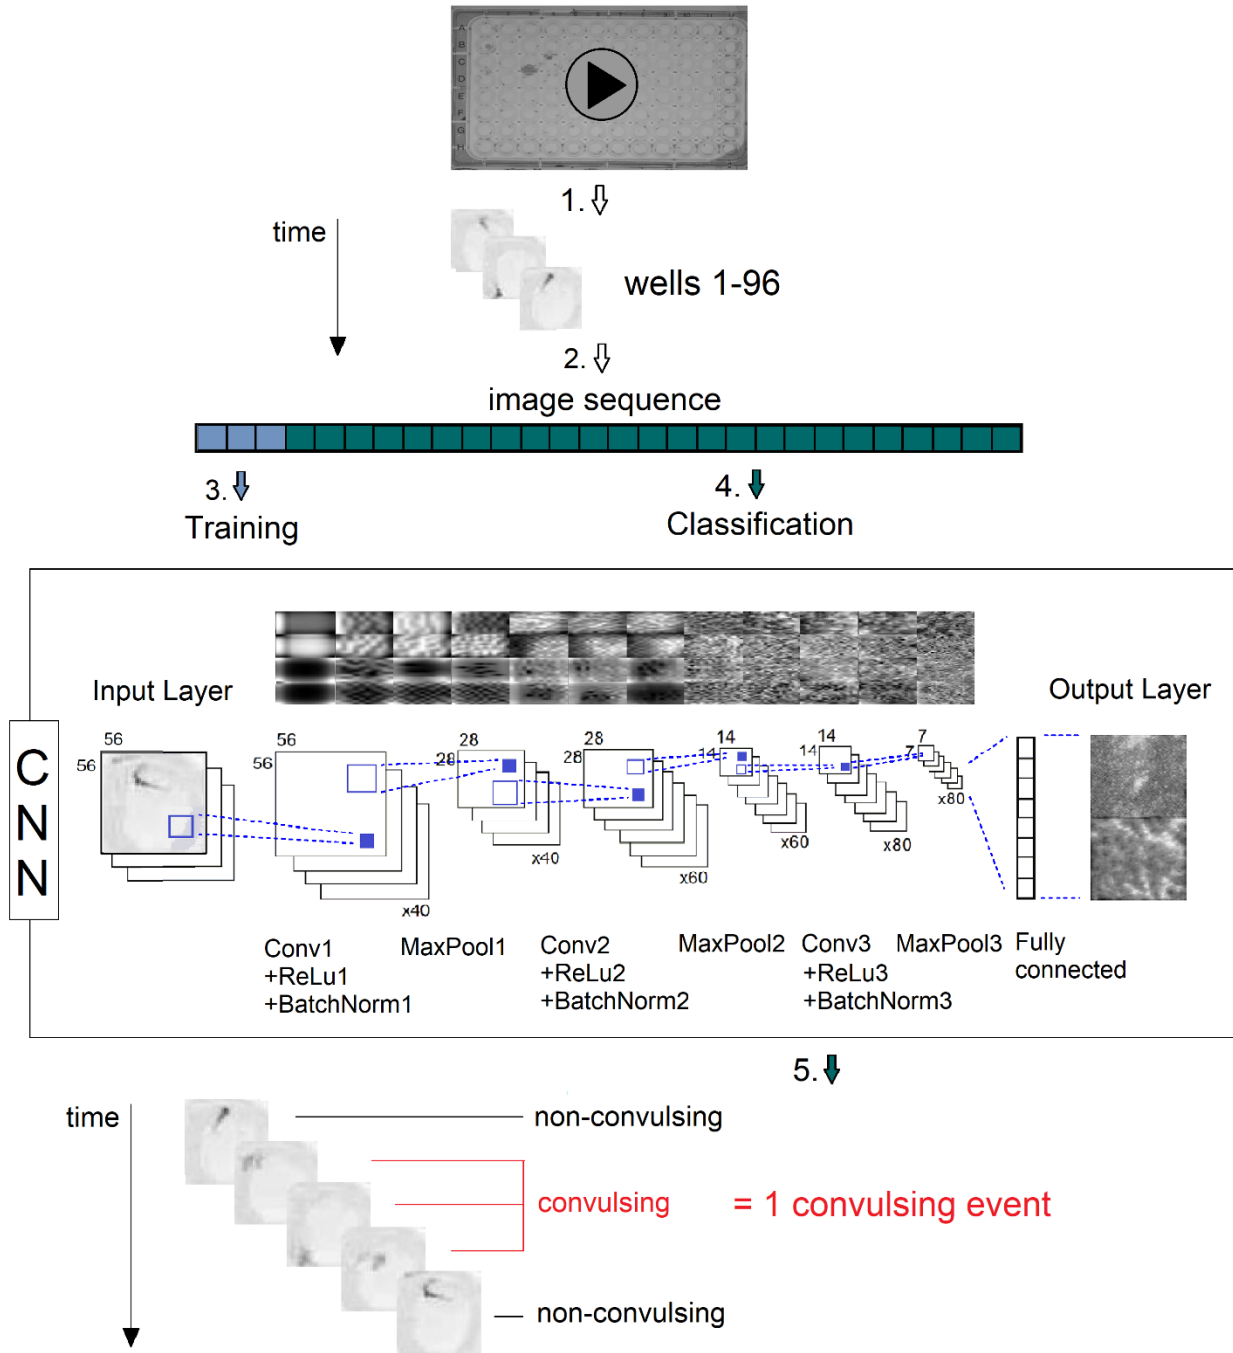 A
B
C
D
E
F
G
H
1.
time
wells 1-96
2.
image sequence
3.
4.
Training
Classification
Input Layer
Output Layer
C
N
N
56
56
56
56
x40
28
28
x40
28
28
x60
14
14
x60
14
14
x80
7
7
x80
Conv1
+ReLu1
+BatchNorm1
MaxPool1
Conv2
+ReLu2
+BatchNorm2
MaxPool2
Conv3
+ReLu3
+BatchNorm3
MaxPool3
Fully
connected
5.
time
non-convulsing
convulsing
= 1 convulsing event
non-convulsing